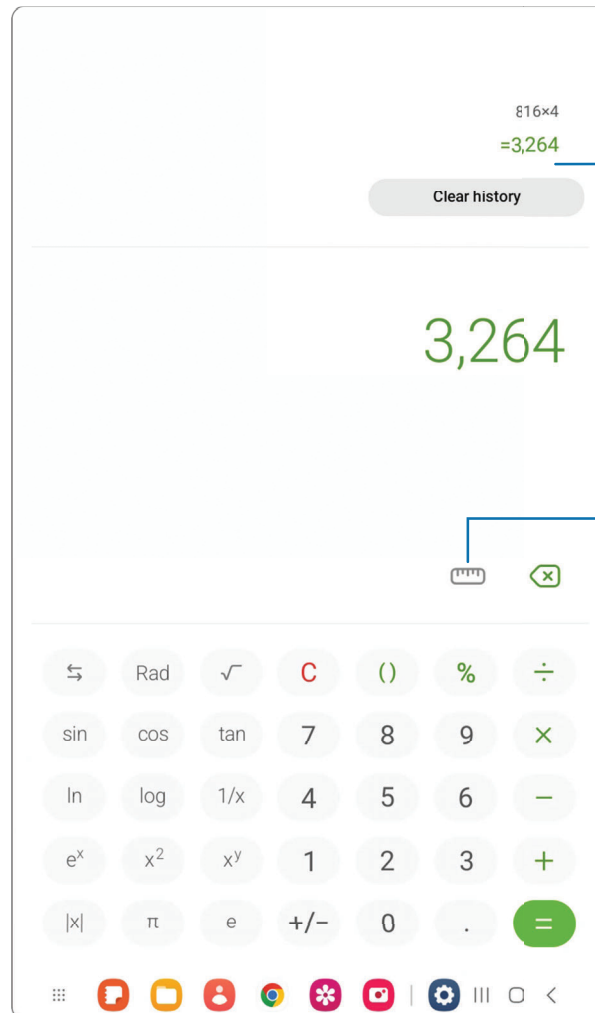 816×4
=3,264
Clear history
3,264
⇆ Rad √ C () % ÷
sin cos tan 7 8 9 ×
ln log 1/x 4 5 6 −
eˣ x² xʸ 1 2 3 +
|x| π e +/− 0 . =